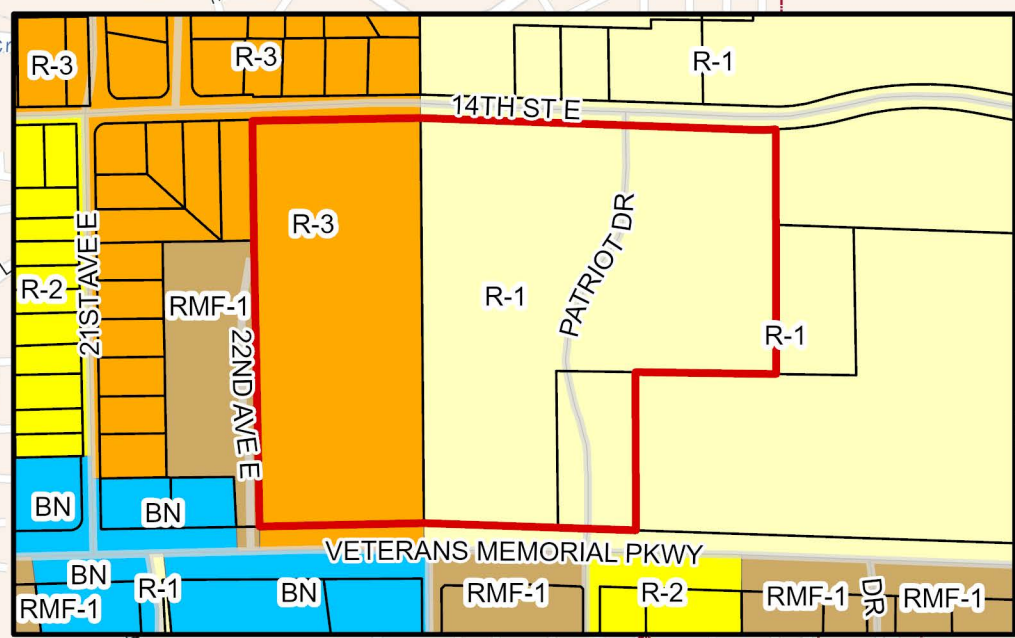 R-3
R-3
R-1
14TH ST E
R-3
PATRIOT DR
21ST AVE E
R-2
RMF-1
R-1
22ND AVE E
R-1
BN
BN
VETERANS MEMORIAL PKWY
BN
R-1
BN
RMF-1
R-2
RMF-1
DR
RMF-1
RMF-1